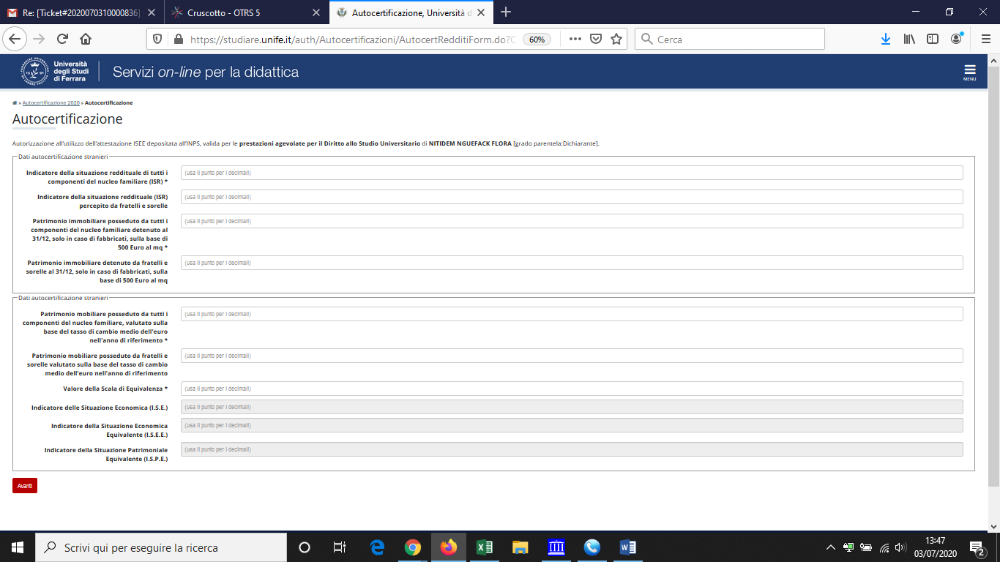 Re: [Ticket#2020070310000836]
Cruscotto - OTRS 5
Autocertificazione, Università d
https://studiare.unife.it/auth/Autocertificazioni/AutocertRedditiForm.do?C
60%
Cerca
Università
degli Studi
di Ferrara
Servizi on-line per la didattica
MENU
» Autocertificazione 2020 » Autocertificazione
Autocertificazione
Autorizzazione all'utilizzo dell'attestazione ISEE depositata all'INPS, valida per le prestazioni agevolate per il Diritto allo Studio Universitario di NITIDEM NGUEFACK FLORA [grado parentela:Dichiarante].
Dati autocertificazione stranieri
Indicatore della situazione reddituale di tutti i
componenti del nucleo familiare (ISR) *
(usa il punto per i decimali)
Indicatore della situazione reddituale (ISR)
percepito da fratelli e sorelle
(usa il punto per i decimali)
Patrimonio immobiliare posseduto da tutti i
componenti del nucleo familiare detenuto al
31/12, solo in caso di fabbricati, sulla base di
500 Euro al mq *
(usa il punto per i decimali)
Patrimonio immobiliare detenuto da fratelli e
sorelle al 31/12, solo in caso di fabbricati, sulla
base di 500 Euro al mq
(usa il punto per i decimali)
Dati autocertificazione stranieri
Patrimonio mobiliare posseduto da tutti i
componenti del nucleo familiare, valutato sulla
base del tasso di cambio medio dell'euro
nell'anno di riferimento *
(usa il punto per i decimali)
Patrimonio mobiliare posseduto da fratelli e
sorelle valutato sulla base del tasso di cambio
medio dell'euro nell'anno di riferimento
(usa il punto per i decimali)
Valore della Scala di Equivalenza *
(usa il punto per i decimali)
Indicatore delle Situazione Economica (I.S.E.)
(usa il punto per i decimali)
Indicatore della Situazione Economica
Equivalente (I.S.E.E.)
(usa il punto per i decimali)
Indicatore della Situazione Patrimoniale
Equivalente (I.S.P.E.)
(usa il punto per i decimali)
Avanti
Scrivi qui per eseguire la ricerca
13:47
03/07/2020
2